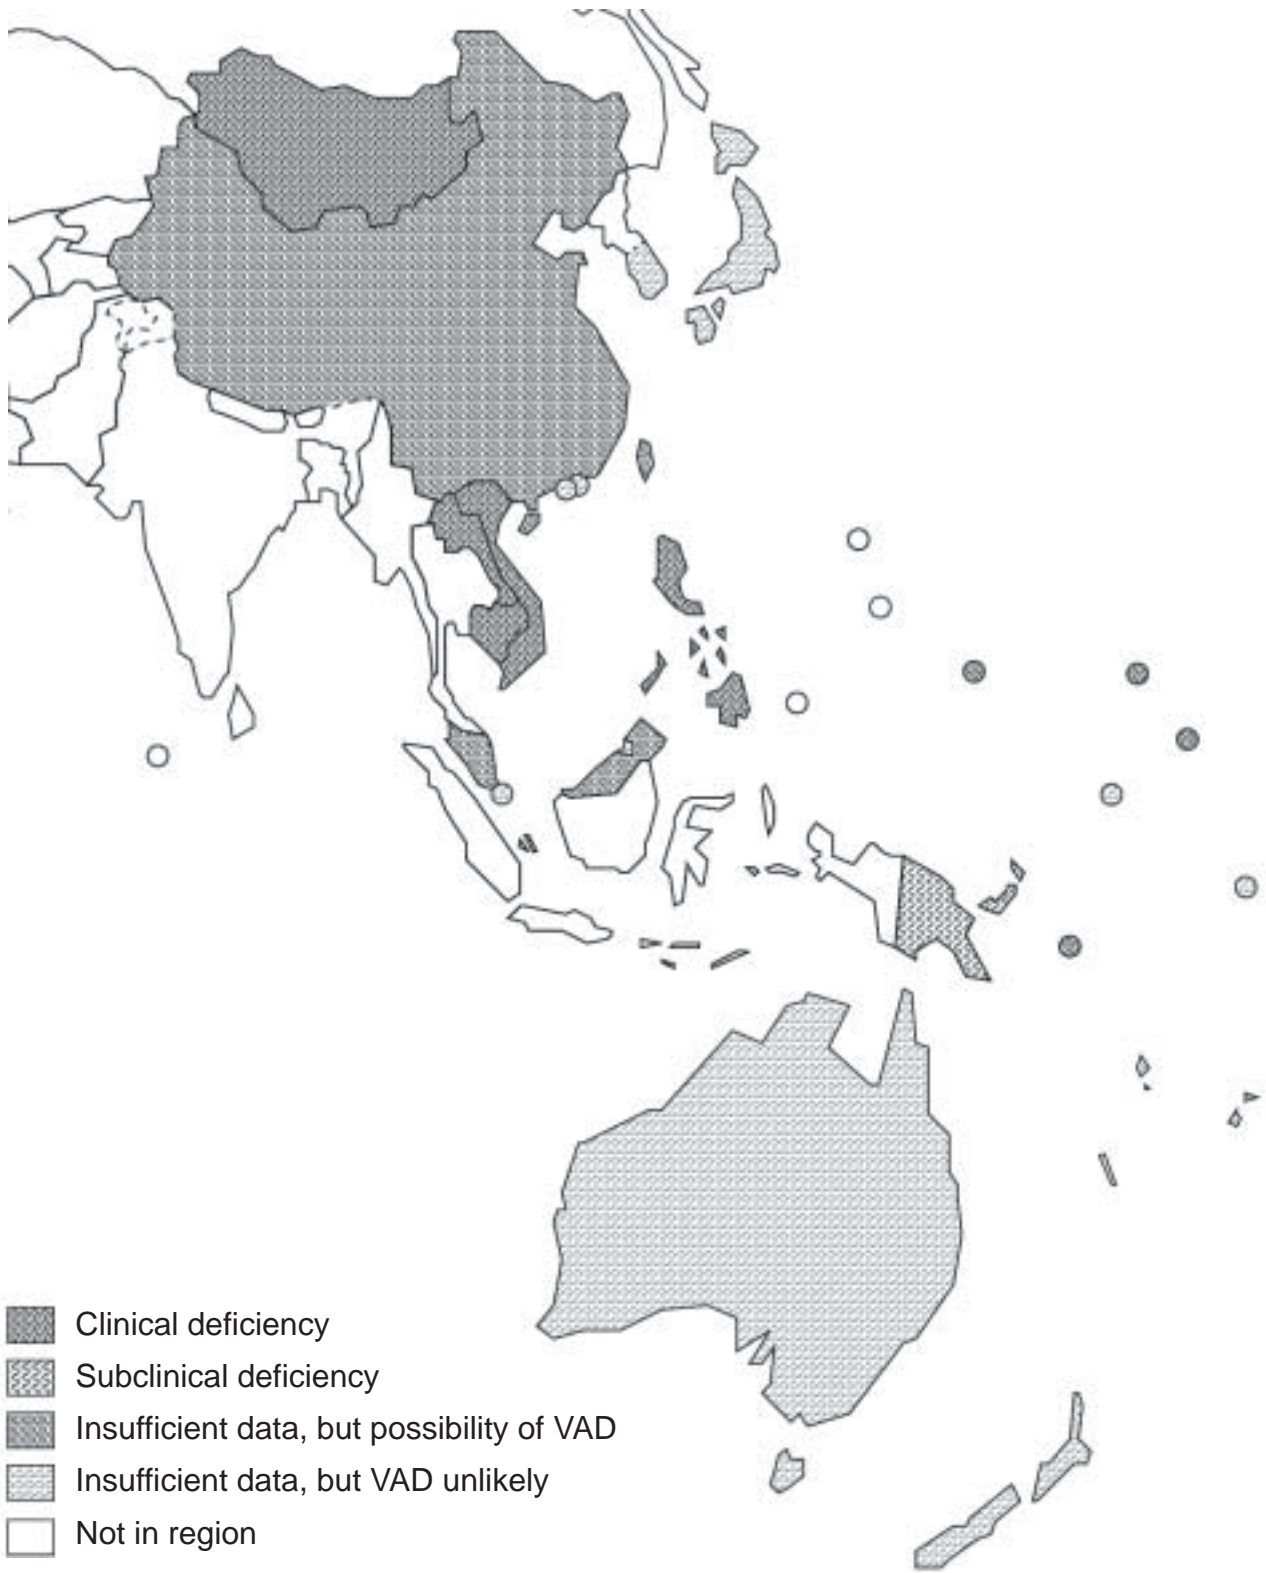 Clinical deficiency
Subclinical deficiency
Insufficient data, but possibility of VAD
Insufficient data, but VAD unlikely
Not in region